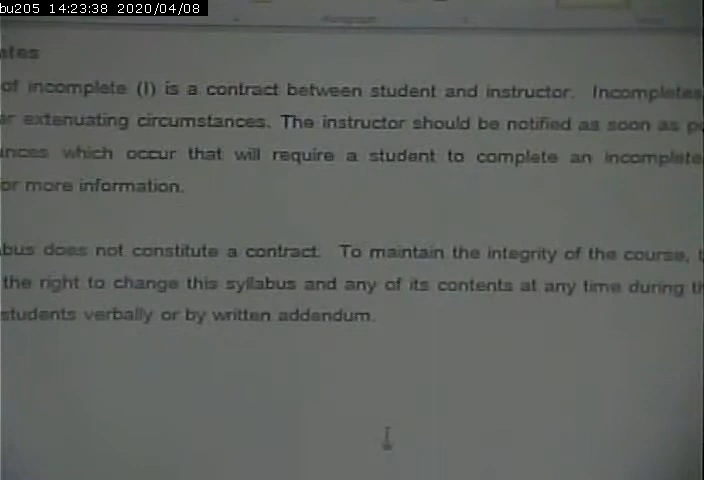 bu205 14:23:38 2020/04/08
Paragraph
of incomplete (I) is a contract between student and instructor. Incompletes
extenuating circumstances. The instructor should be notified as soon as
which occur that will require a student to complete an incomplete
or more information.
does not constitute a contract. To maintain the integrity of the course,
the right to change this syllabus and any of its contents at any time during
students verbally or by written addendum.